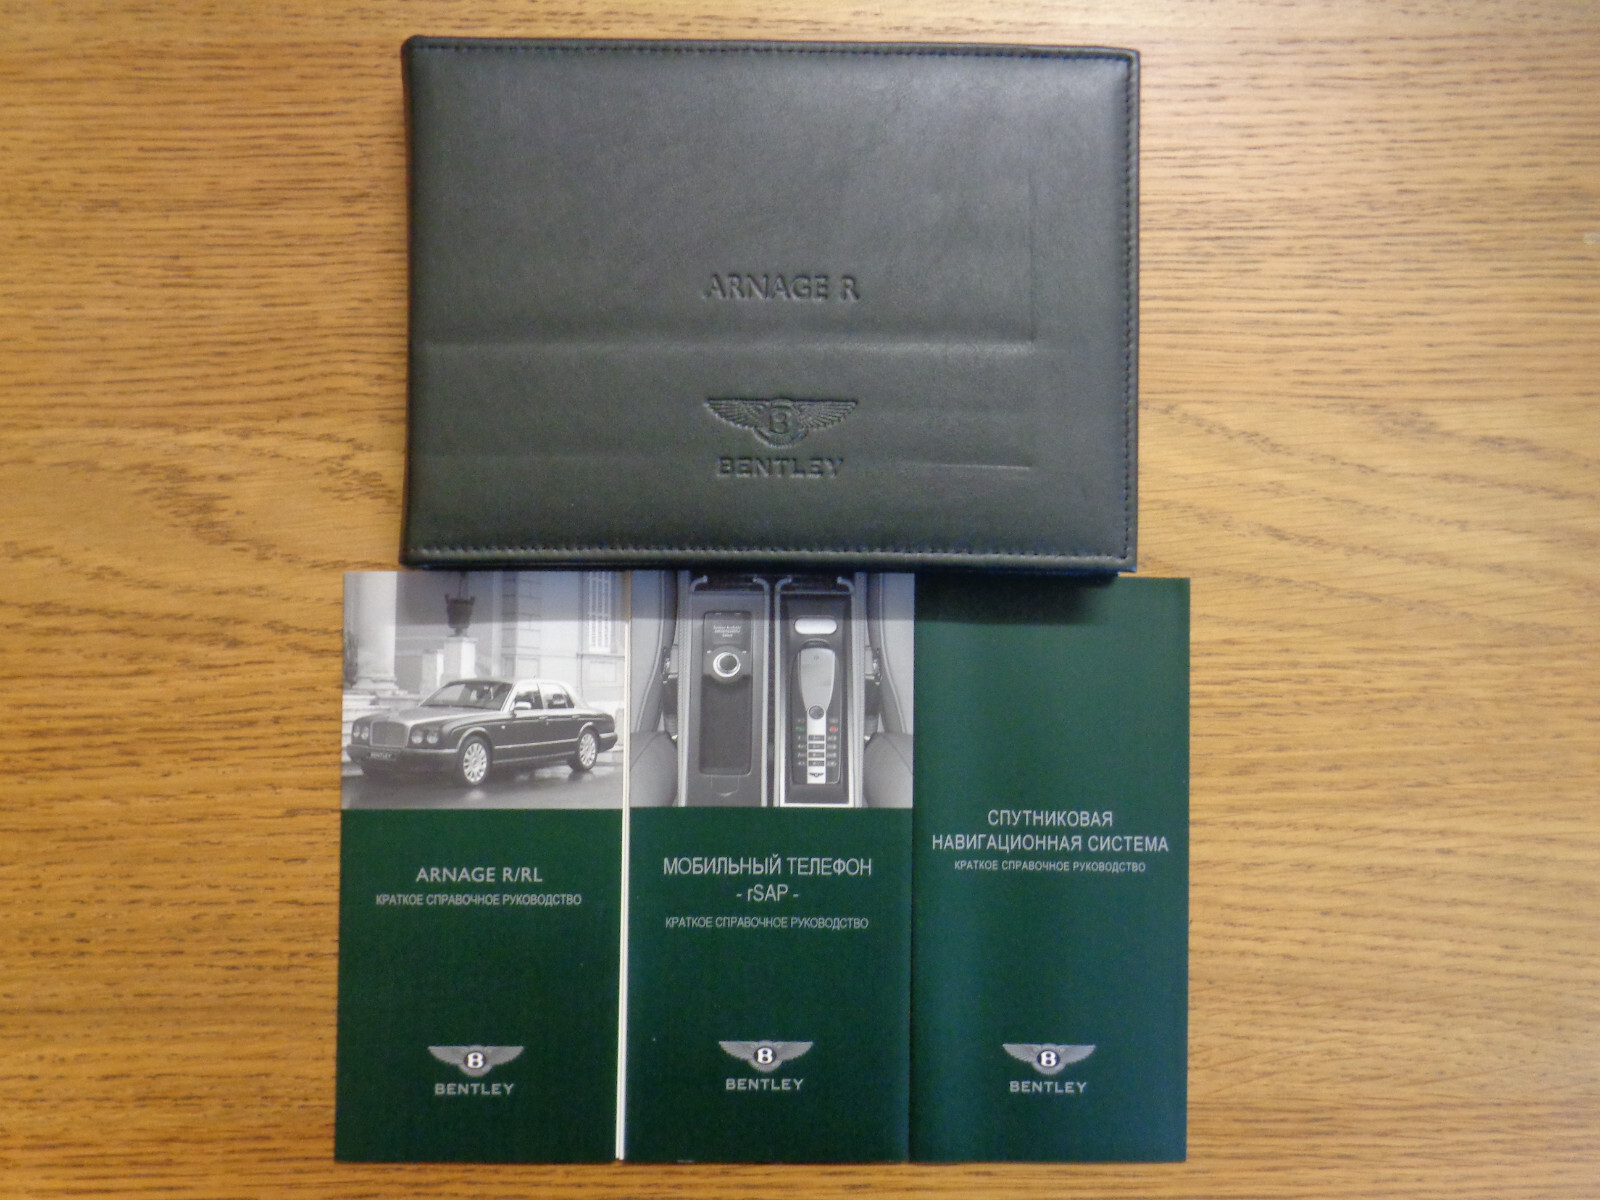 ARNAGE R
B
BENTLEY
ARNAGE R/RL
КРАТКОЕ СПРАВОЧНОЕ РУКОВОДСТВО
B
BENTLEY
МОБИЛЬНЫЙ ТЕЛЕФОН
- rSAP -
КРАТКОЕ СПРАВОЧНОЕ РУКОВОДСТВО
B
BENTLEY
СПУТНИКОВАЯ
НАВИГАЦИОННАЯ СИСТЕМА
КРАТКОЕ СПРАВОЧНОЕ РУКОВОДСТВО
B
BENTLEY